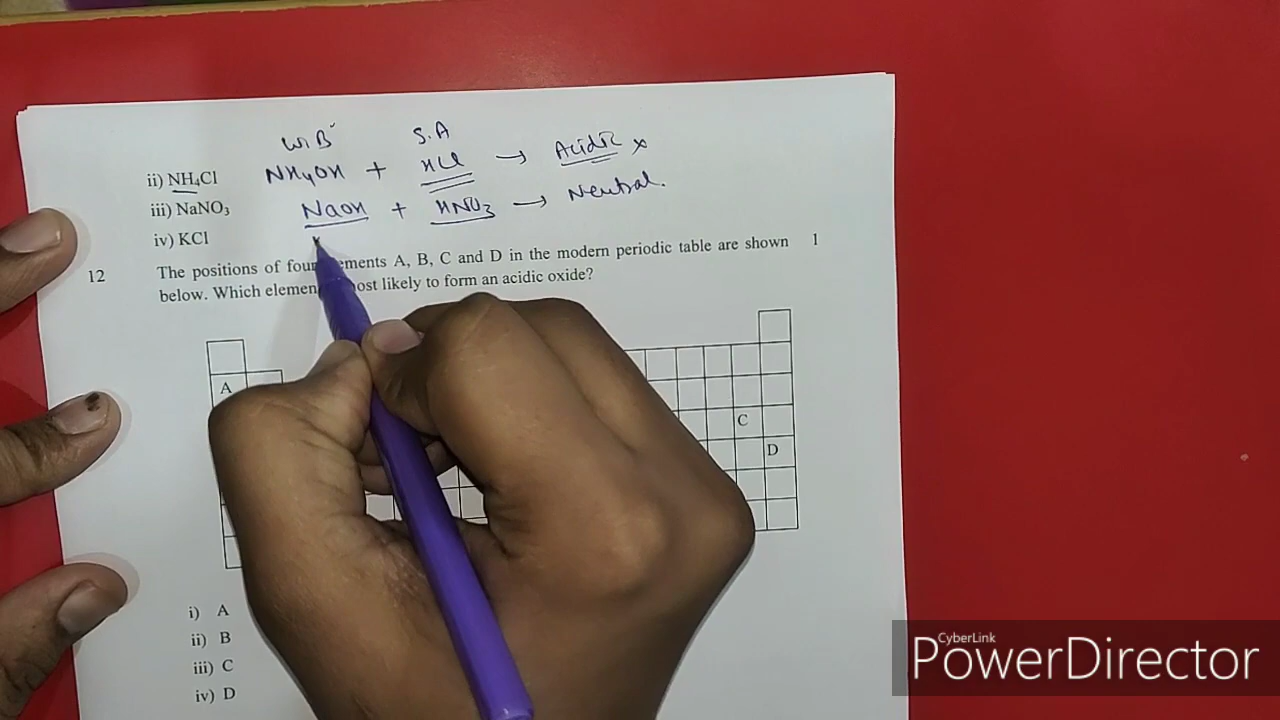 W.B S.A
ii) NH₄Cl NH₄OH + HCl → Acidic ×
iii) NaNO₃ NaOH + HNO₃ → Neutral.
iv) KCl
12 The positions of four elements A, B, C and D in the modern periodic table are shown 1
below. Which element most likely to form an acidic oxide?
A
C
D
i) A
ii) B
iii) C
iv) D
CyberLink
PowerDirector